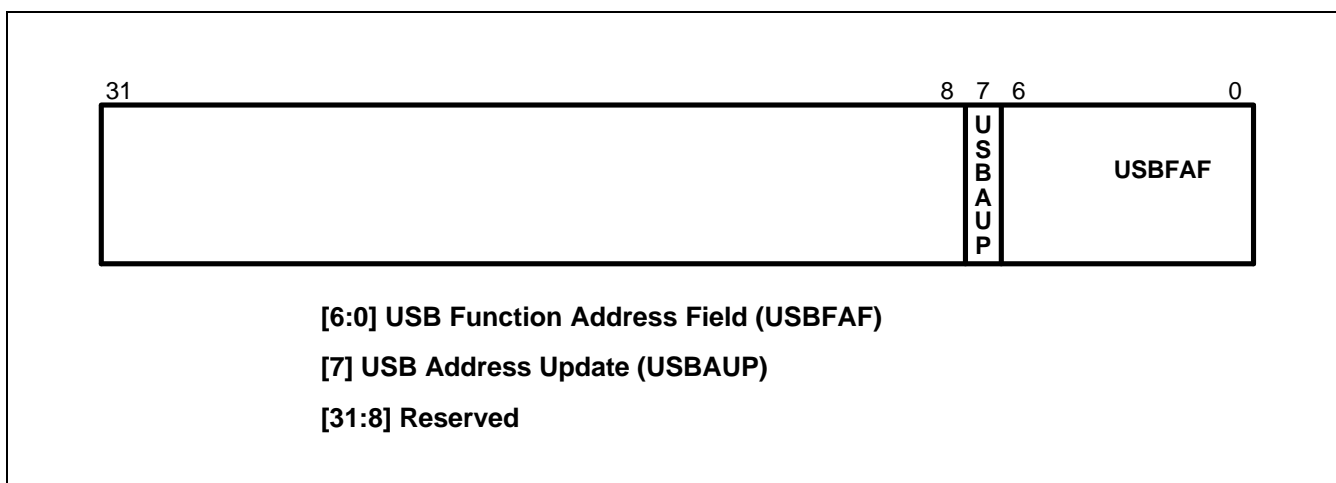 31 8 7 6 0
USBAUP
USBFAF
[6:0] USB Function Address Field (USBFAF)
[7] USB Address Update (USBAUP)
[31:8] Reserved